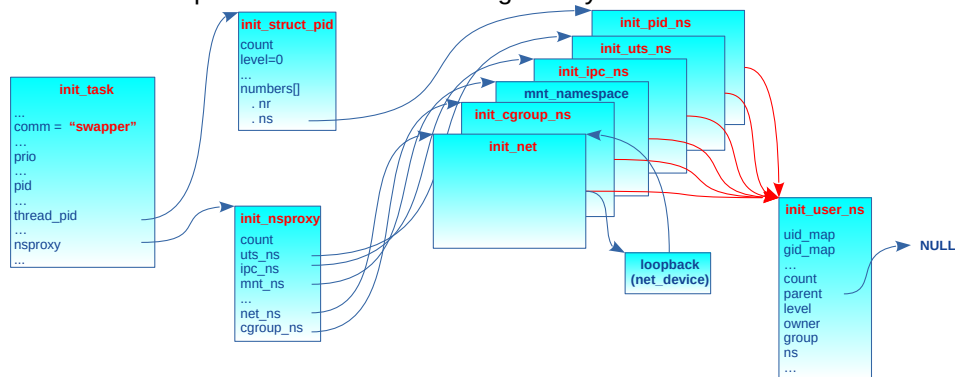 init_struct_pid
count
level=0
...
numbers[]
. nr
. ns
init_task
...
comm = “swapper”
...
prio
...
pid
...
thread_pid
...
nsproxy
...
init_nsproxy
count
uts_ns
ipc_ns
mnt_ns
...
net_ns
cgroup_ns
init_pid_ns
init_uts_ns
init_ipc_ns
mnt_namespace
init_cgroup_ns
init_net
loopback
(net_device)
init_user_ns
uid_map
gid_map
...
count
parent
level
owner
group
ns
...
NULL